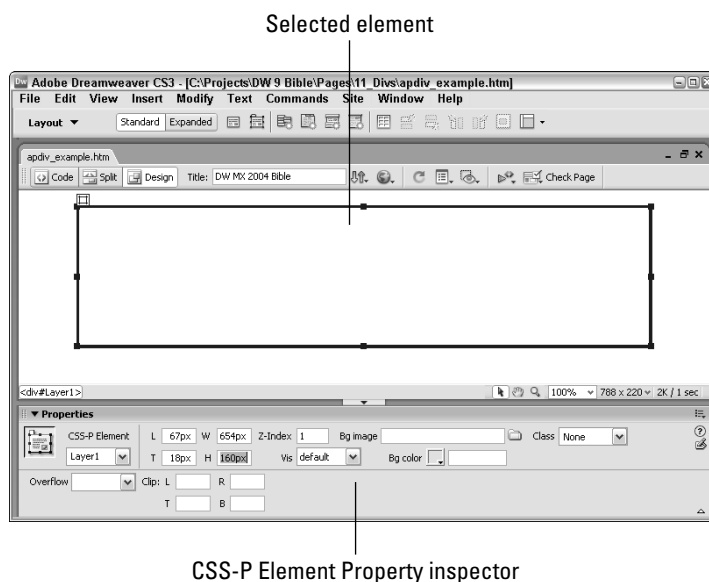 Selected element
Dw Adobe Dreamweaver CS3 - [C:\Projects\DW 9 Bible\Pages\11_Divs\apdiv_example.htm]
File Edit View Insert Modify Text Commands Site Window Help
Layout Standard Expanded
apdiv_example.htm
Code Split Design Title: DW MX 2004 Bible Check Page
<div#Layer1> 100% 788 x 220 2K / 1 sec
Properties
CSS-P Element L 67px W 654px Z-Index 1 Bg image Class None
Layer1 T 18px H 160px Vis default Bg color
Overflow Clip: L R
T B
CSS-P Element Property inspector